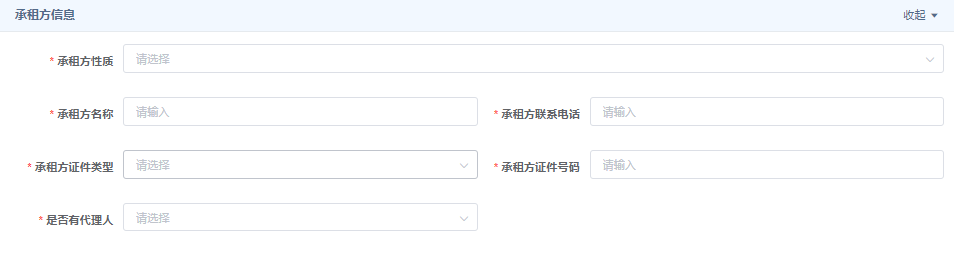 承租方信息 收起
* 承租方性质 请选择
* 承租方名称 请输入 * 承租方联系电话 请输入
* 承租方证件类型 请选择 * 承租方证件号码 请输入
* 是否有代理人 请选择